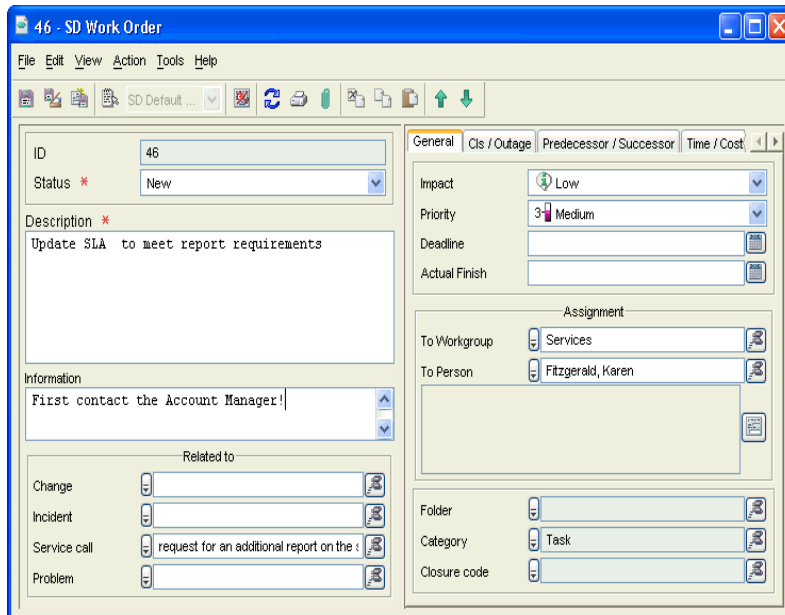 46 - SD Work Order
File Edit View Action Tools Help
SD Default ...
ID 46
Status * New
Description *
Update SLA to meet report requirements
Information
First contact the Account Manager!
Related to
Change
Incident
Service call request for an additional report on the s
Problem
General Cls / Outage Predecessor / Successor Time / Cost
Impact Low
Priority 3- Medium
Deadline
Actual Finish
Assignment
To Workgroup Services
To Person Fitzgerald, Karen
Folder
Category Task
Closure code